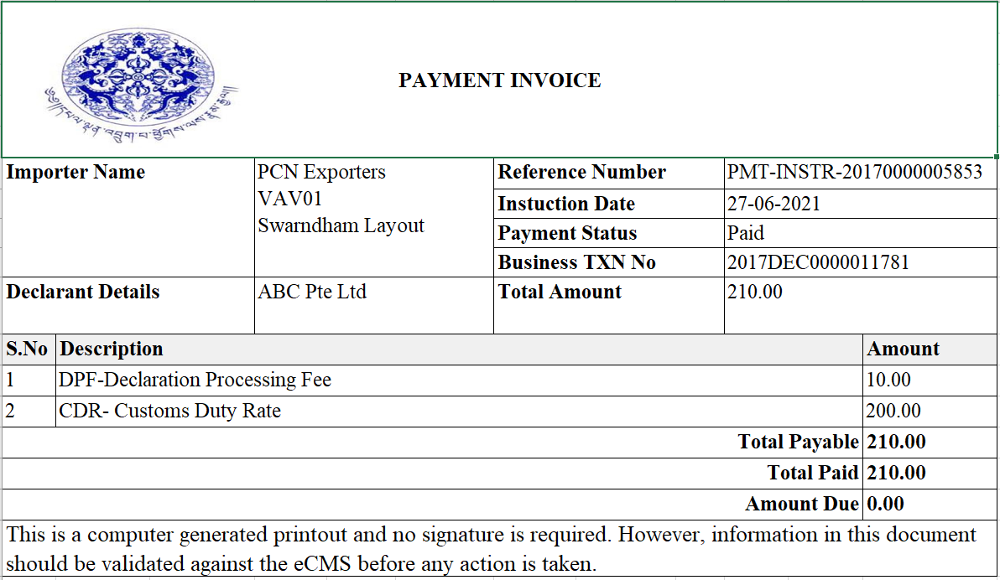 PAYMENT INVOICE
Importer Name
PCN Exporters
VAV01
Swarndham Layout
Reference Number PMT-INSTR-20170000005853
Instuction Date 27-06-2021
Payment Status Paid
Business TXN No 2017DEC0000011781
Declarant Details ABC Pte Ltd Total Amount 210.00
S.No Description Amount
1 DPF-Declaration Processing Fee 10.00
2 CDR- Customs Duty Rate 200.00
Total Payable 210.00
Total Paid 210.00
Amount Due 0.00
This is a computer generated printout and no signature is required. However, information in this document
should be validated against the eCMS before any action is taken.